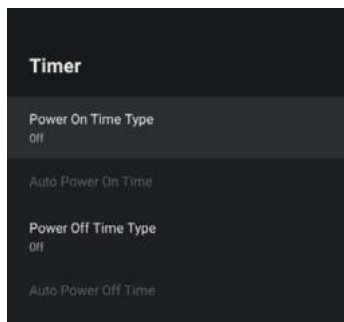 Timer
Power On Time Type
Off
Auto Power On Time
Power Off Time Type
Off
Auto Power Off Time